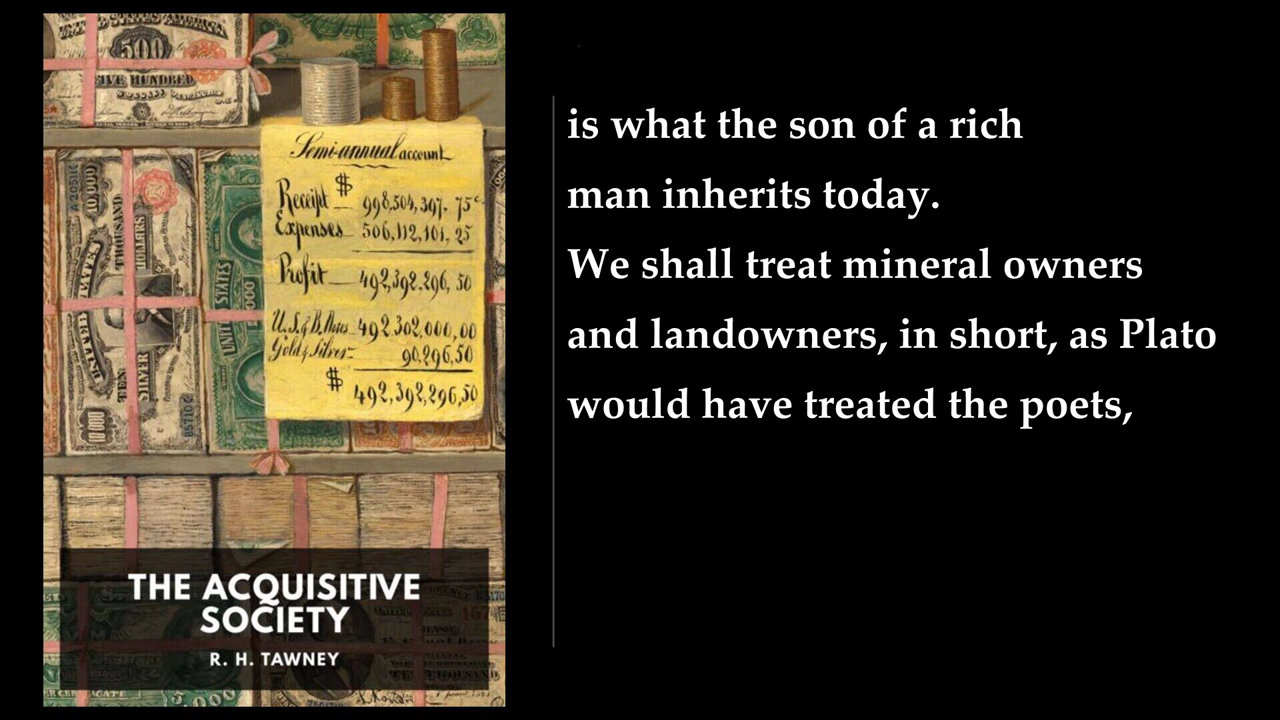 500
FIVE HUNDRED
Semi-annual account
$
Receipt 998,504,397. 75c
Expenses 506,112,101, 25
Profit 492,392,296, 50
492,302,000,00
Gold & Silver 90,296,50
$
492,392,296,50
THE ACQUISITIVE
SOCIETY
R. H. TAWNEY
is what the son of a rich
man inherits today.
We shall treat mineral owners
and landowners, in short, as Plato
would have treated the poets,